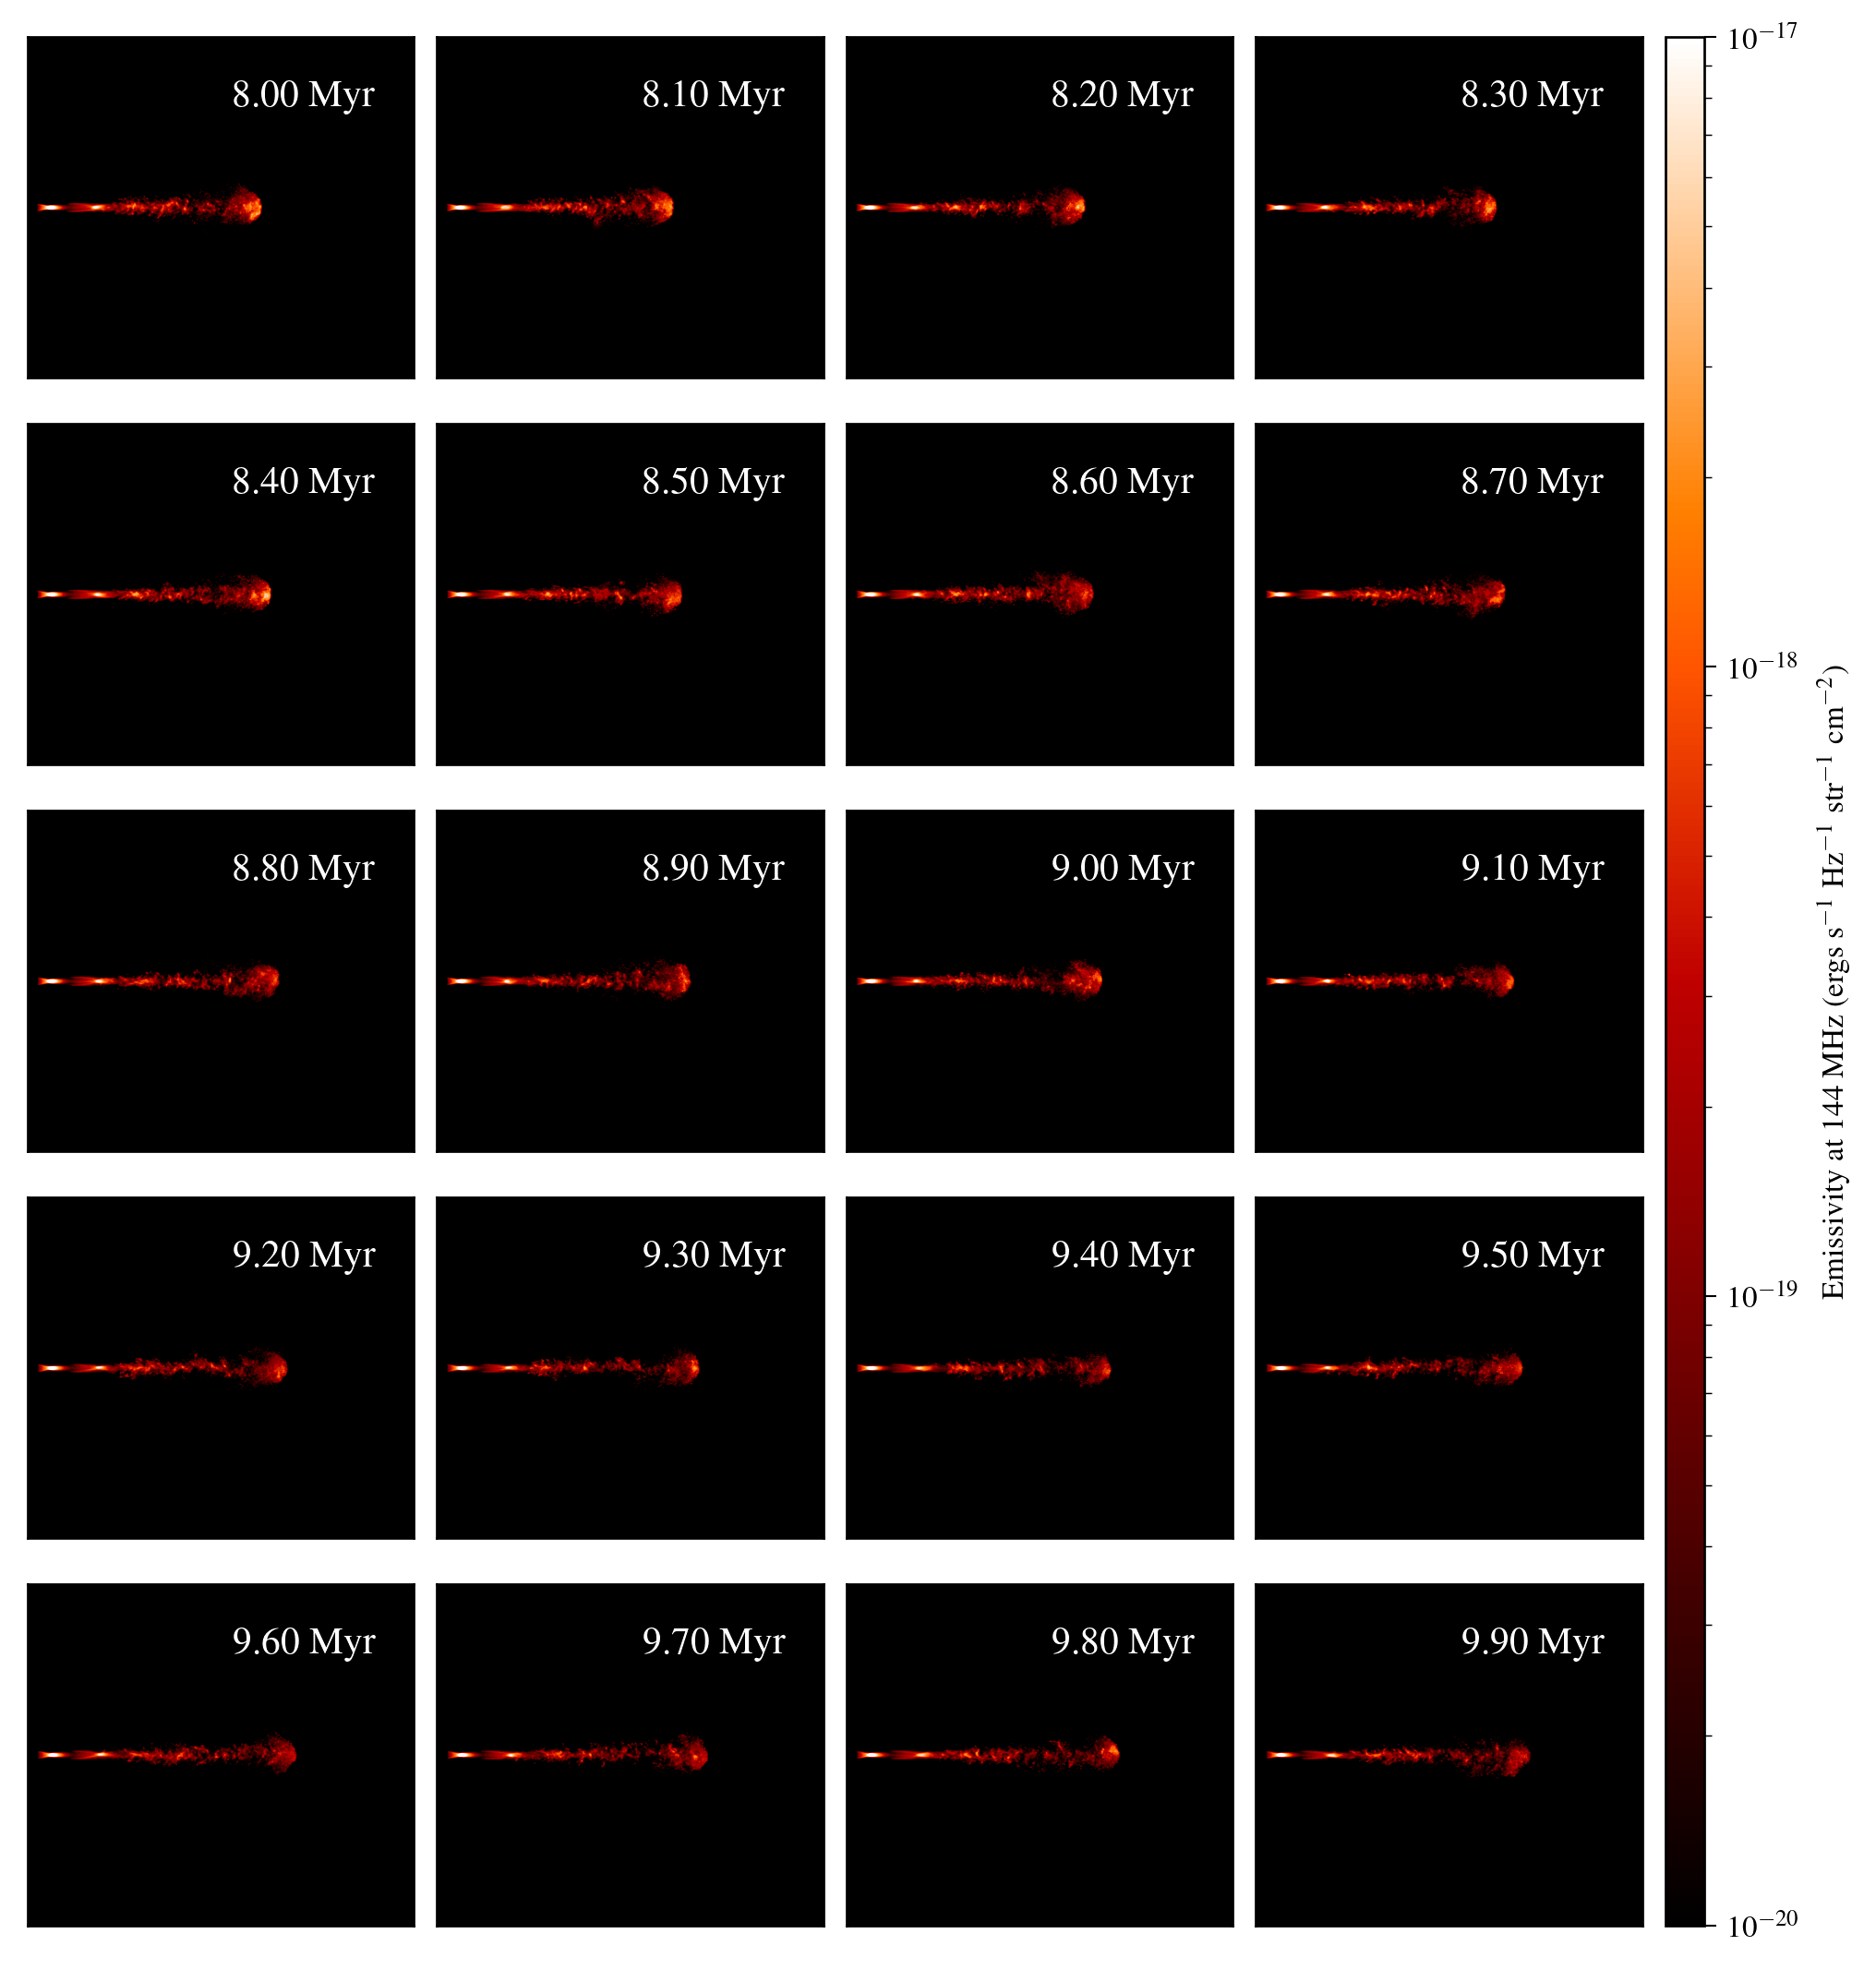 8.00 Myr
8.10 Myr
8.20 Myr
8.30 Myr
8.40 Myr
8.50 Myr
8.60 Myr
8.70 Myr
8.80 Myr
8.90 Myr
9.00 Myr
9.10 Myr
9.20 Myr
9.30 Myr
9.40 Myr
9.50 Myr
9.60 Myr
9.70 Myr
9.80 Myr
9.90 Myr
10⁻¹⁷
10⁻¹⁸
10⁻¹⁹
10⁻²⁰
Emissivity at 144 MHz (ergs s⁻¹ Hz⁻¹ str⁻¹ cm⁻²)